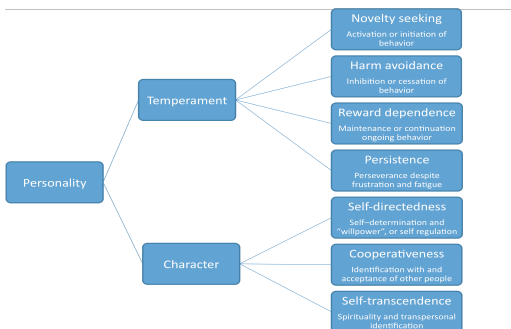 Novelty seeking
Activation or initiation of
behavior
Harm avoidance
Inhibition or cessation of
behavior
Temperament
Reward dependence
Maintenance or continuation
ongoing behavior
Persistence
Perseverance despite
frustration and fatigue
Personality
Self-directedness
Self–determination and
“willpower”, or self regulation
Character
Cooperativeness
Identification with and
acceptance of other people
Self-transcendence
Spirituality and transpersonal
identification